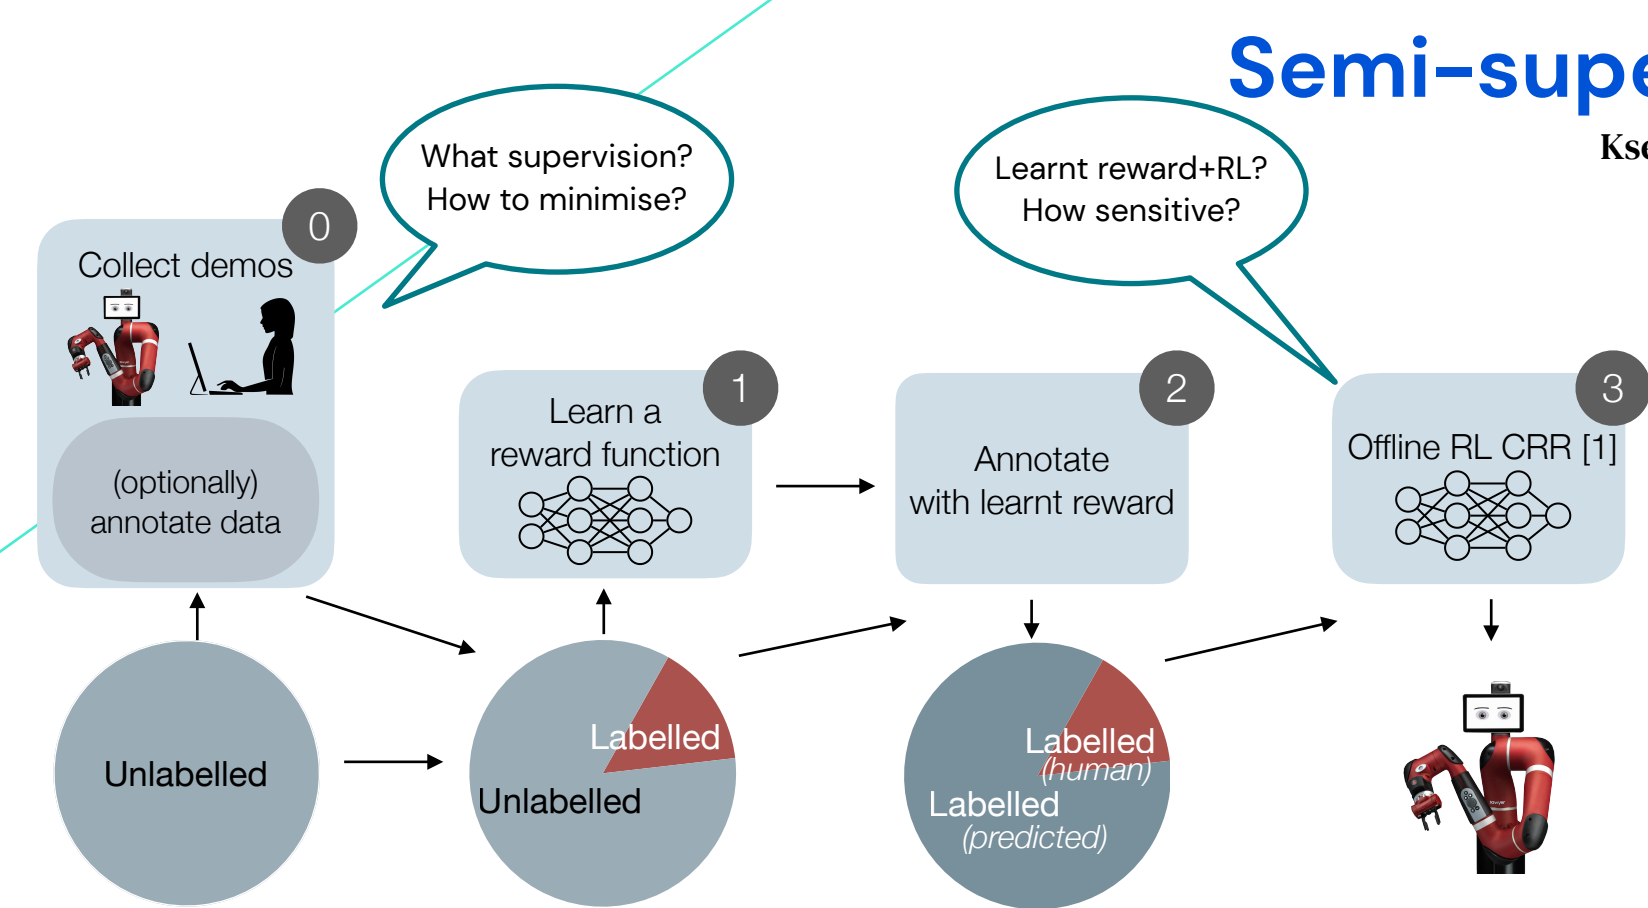 Semi-supe
Kse
What supervision?
How to minimise?
Learnt reward+RL?
How sensitive?
0
Collect demos
(optionally)
annotate data
1
Learn a
reward function
2
Annotate
with learnt reward
3
Offline RL CRR [1]
Unlabelled
Labelled
Unlabelled
Labelled
(human)
Labelled
(predicted)